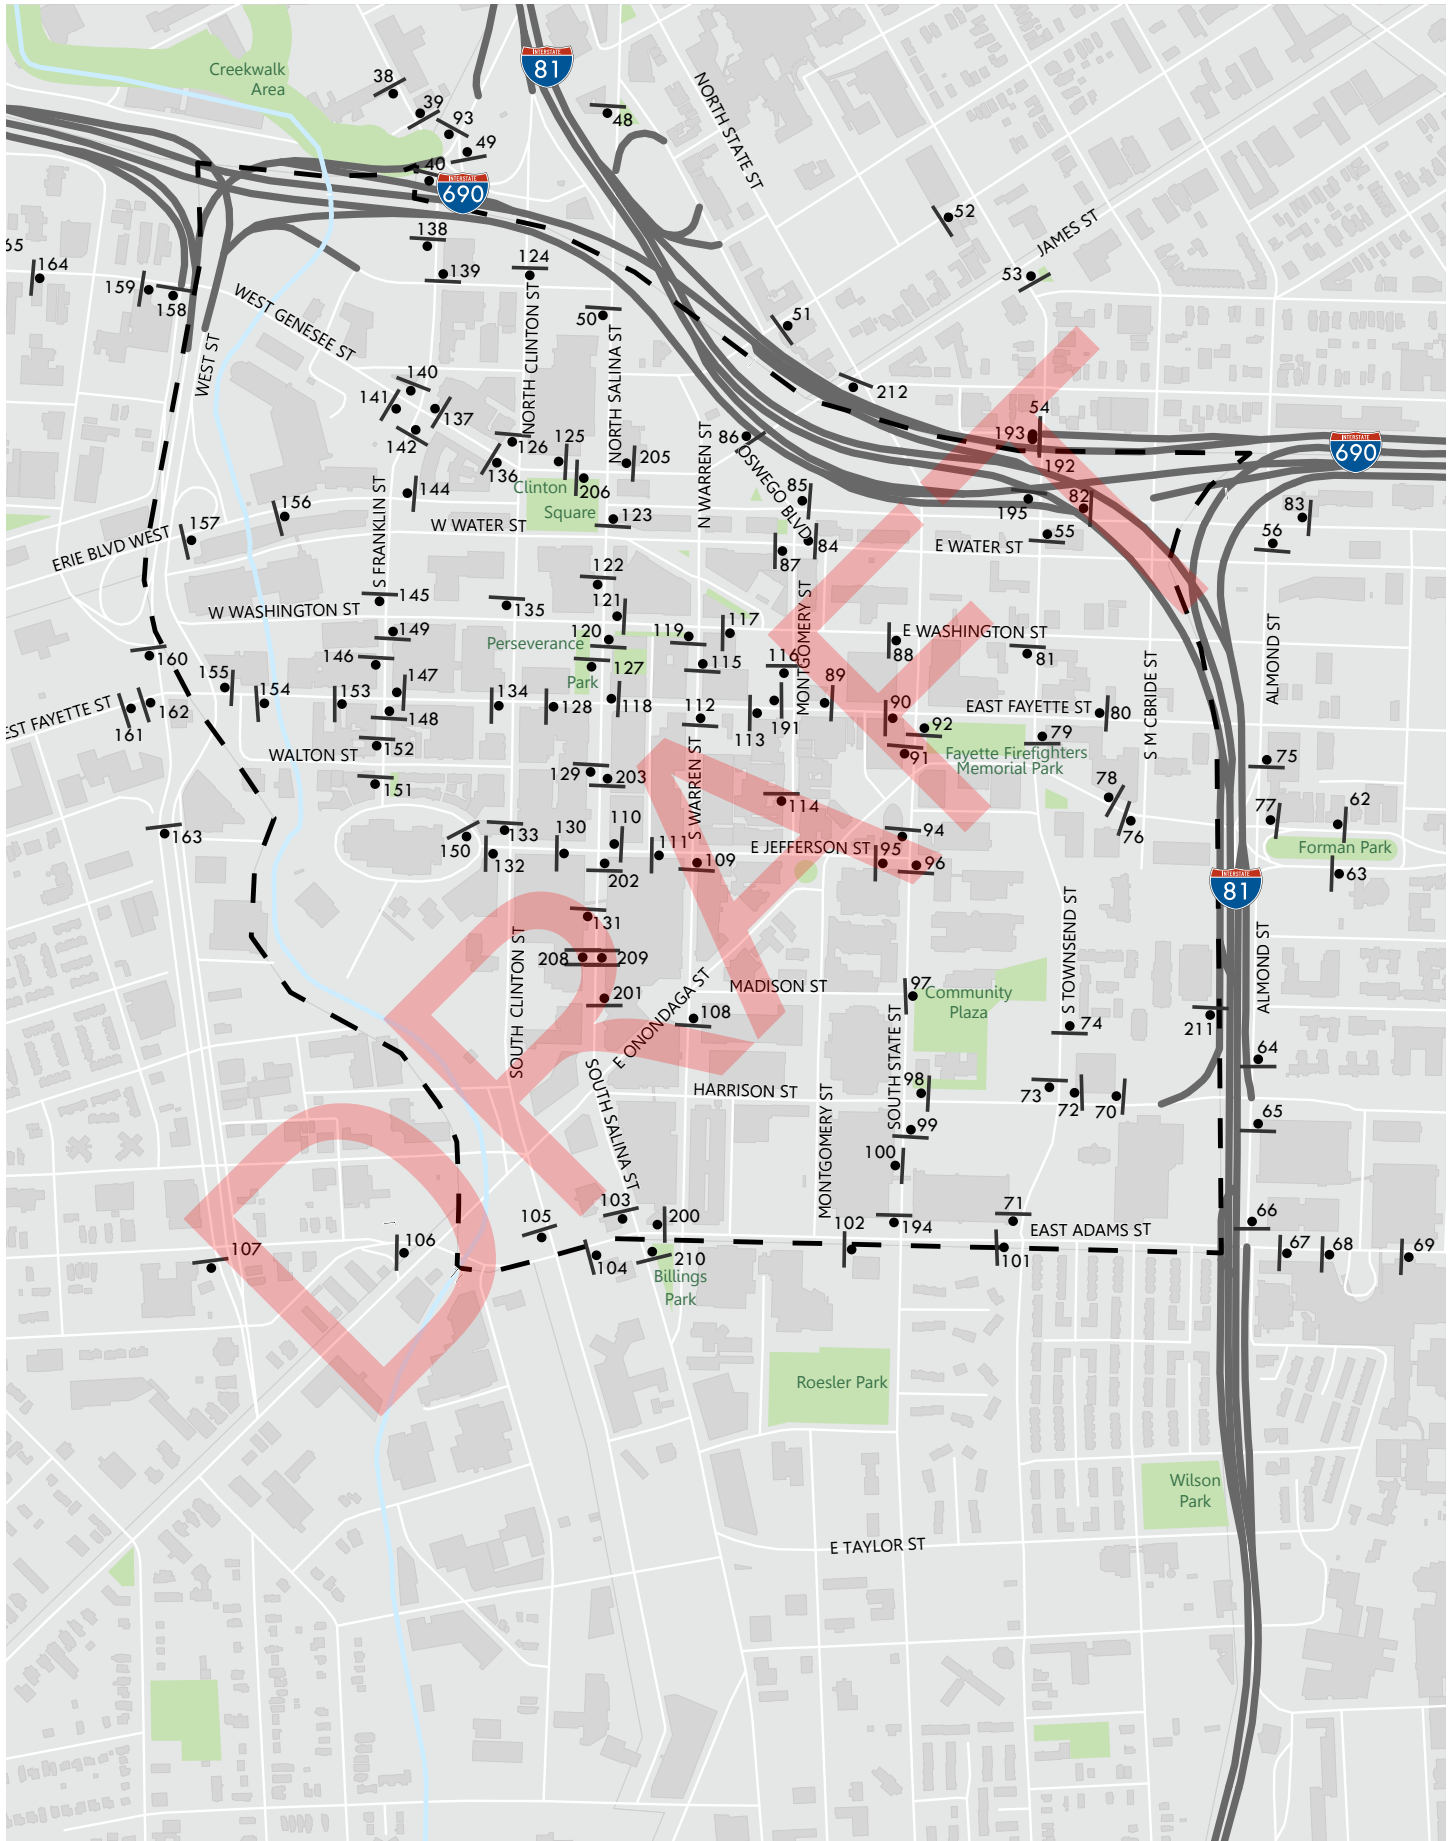 Creekwalk
Area
38
39
93
49
40
INTERSTATE
81
48
NORTH STATE ST
INTERSTATE
690
52
JAMES ST
53
138
139
124
65
164
159
158
WEST GENESEE ST
WEST ST
50
NORTH CLINTON ST
NORTH SALINA ST
51
212
140
141
137
142
126
136
125
206
205
Clinton
Square
123
N WARREN ST
86
OSWEGO BLVD
85
84
87
54
193
192
195
82
55
INTERSTATE
690
83
56
144
156
157
ERIE BLVD WEST
S FRANKLIN ST
W WATER ST
E WATER ST
122
121
145
135
W WASHINGTON ST
149
120
119
117
Perseverance
Park
127
115
116
MONTGOMERY ST
E WASHINGTON ST
88
81
ALMOND ST
160
155
154
153
146
147
148
134
128
118
112
113
191
89
90
92
91
EAST FAYETTE ST
80
79
S M CBRIDE ST
EST FAYETTE ST
161
162
WALTON ST
152
151
129
203
S WARREN ST
Fayette Firefighters
Memorial Park
78
76
75
77
62
163
150
133
132
130
110
202
111
109
114
E JEFFERSON ST
94
95
96
Forman Park
63
INTERSTATE
81
131
208
209
201
SOUTH CLINTON ST
E ONONDAGA ST
MADISON ST
108
97
Community
Plaza
S TOWNSEND ST
74
211
ALMOND ST
64
SOUTH SALINA ST
HARRISON ST
MONTGOMERY ST
SOUTH STATE ST
98
99
100
73
72
70
65
103
200
105
104
210
Billings
Park
102
194
71
101
EAST ADAMS ST
66
67
68
69
107
106
Roesler Park
Wilson
Park
E TAYLOR ST
DRAFT